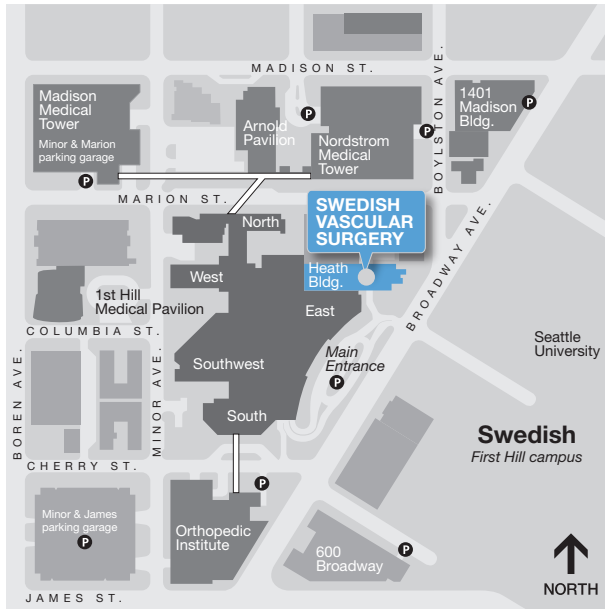 MADISON ST.
BOYLSTON AVE.
Madison
Medical
Tower
Minor & Marion
parking garage
P
Arnold
Pavilion
P
Nordstrom
Medical
Tower
P
1401
Madison
Bldg.
P
MARION ST.
North
SWEDISH
VASCULAR
SURGERY
BROADWAY AVE.
West
Heath
Bldg.
1st Hill
Medical Pavilion
East
COLUMBIA ST.
Seattle
University
BOREN AVE.
MINOR AVE.
Southwest
Main
Entrance
P
South
Swedish
First Hill campus
CHERRY ST.
P
Minor & James
parking garage
P
Orthopedic
Institute
600
Broadway
P
NORTH
JAMES ST.